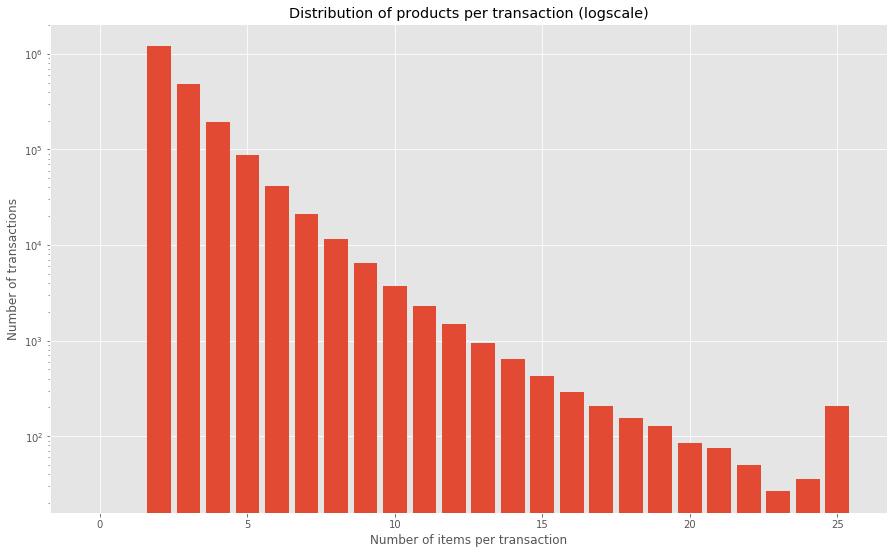 Distribution of products per transaction (logscale)
Number of transactions
10⁶
10⁵
10⁴
10³
10²
0 5 10 15 20 25
Number of items per transaction